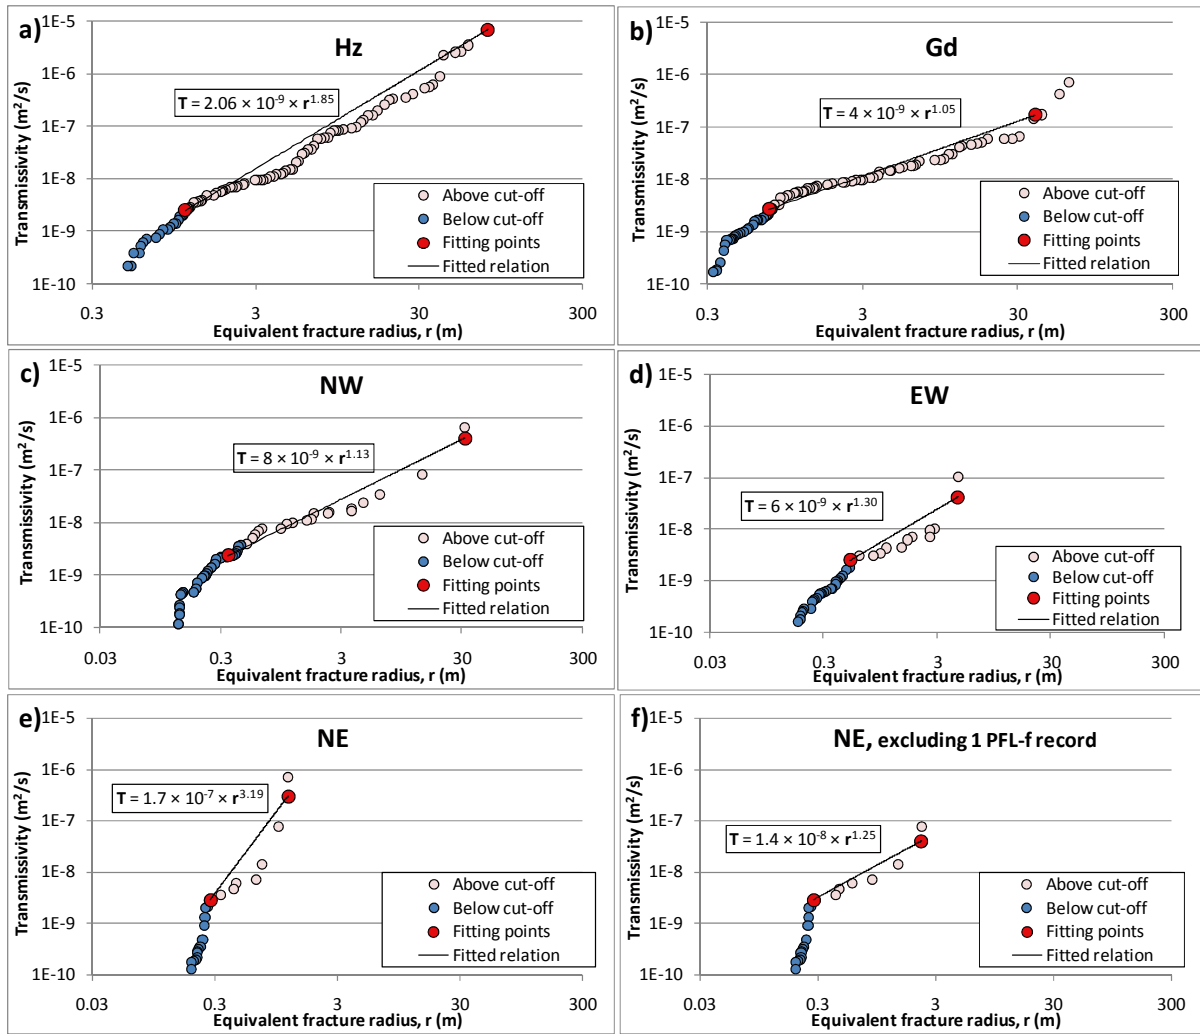 a)
Hz
Transmissivity (m²/s)
1E-5
1E-6
1E-7
1E-8
1E-9
1E-10
T = 2.06 × 10⁻⁹ × r¹·⁸⁵
Above cut-off
Below cut-off
Fitting points
Fitted relation
0.3 3 30 300
Equivalent fracture radius, r (m)
b)
Gd
Transmissivity (m²/s)
1E-5
1E-6
1E-7
1E-8
1E-9
1E-10
T = 4 × 10⁻⁹ × r¹·⁰⁵
Above cut-off
Below cut-off
Fitting points
Fitted relation
0.3 3 30 300
Equivalent fracture radius, r (m)
c)
NW
Transmissivity (m²/s)
1E-5
1E-6
1E-7
1E-8
1E-9
1E-10
T = 8 × 10⁻⁹ × r¹·¹³
Above cut-off
Below cut-off
Fitting points
Fitted relation
0.03 0.3 3 30 300
Equivalent fracture radius, r (m)
d)
EW
Transmissivity (m²/s)
1E-5
1E-6
1E-7
1E-8
1E-9
1E-10
T = 6 × 10⁻⁹ × r¹·³⁰
Above cut-off
Below cut-off
Fitting points
Fitted relation
0.03 0.3 3 30 300
Equivalent fracture radius, r (m)
e)
NE
Transmissivity (m²/s)
1E-5
1E-6
1E-7
1E-8
1E-9
1E-10
T = 1.7 × 10⁻⁷ × r³·¹⁹
Above cut-off
Below cut-off
Fitting points
Fitted relation
0.03 0.3 3 30 300
Equivalent fracture radius, r (m)
f)
NE, excluding 1 PFL-f record
Transmissivity (m²/s)
1E-5
1E-6
1E-7
1E-8
1E-9
1E-10
T = 1.4 × 10⁻⁸ × r¹·²⁵
Above cut-off
Below cut-off
Fitting points
Fitted relation
0.03 0.3 3 30 300
Equivalent fracture radius, r (m)